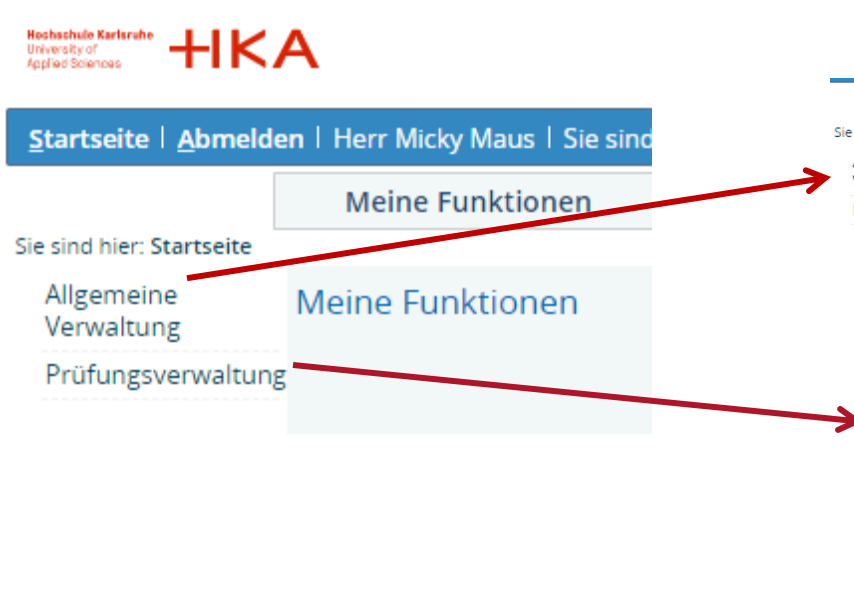 Hochschule Karlsruhe
University of
Applied Sciences
HKA
Startseite | Abmelden | Herr Micky Maus | Sie sind
Meine Funktionen
Sie sind hier: Startseite
Allgemeine
Verwaltung
Meine Funktionen
Prüfungsverwaltung
Sie